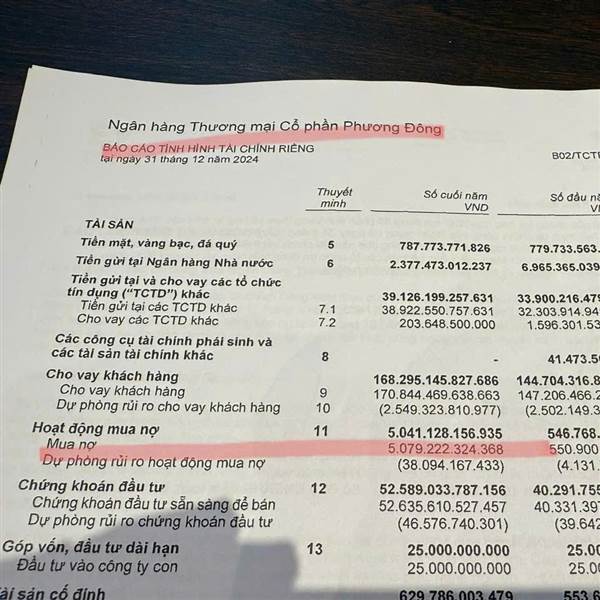 Ngân hàng Thương mại Cổ phần Phương Đông
BÁO CÁO TÌNH HÌNH TÀI CHÍNH RIÊNG
tại ngày 31 tháng 12 năm 2024
B02/TCT
Thuyết minh
Số cuối năm VND
Số đầu
TÀI SẢN
Tiền mặt, vàng bạc, đá quý 5 787.773.771.826 779.733.563.
Tiền gửi tại Ngân hàng Nhà nước 6 2.377.473.012.237 6.965.365.039
Tiền gửi tại và cho vay các tổ chức
tín dụng ("TCTD") khác 39.126.199.257.631 33.900.216.479
Tiền gửi tại các TCTD khác 7.1 38.922.550.757.631 32.303.914.94
Cho vay các TCTD khác 7.2 203.648.500.000 1.596.301.53
Các công cụ tài chính phái sinh và
các tài sản tài chính khác 8 - 41.473.5
Cho vay khách hàng 168.295.145.827.686 144.704.316.8
Cho vay khách hàng 9 170.844.469.638.663 147.206.466.2
Dự phòng rủi ro cho vay khách hàng 10 (2.549.323.810.977) (2.502.149.3
Hoạt động mua nợ 11 5.041.128.156.935 546.768.
Mua nợ 5.079.222.324.368 550.900
Dự phòng rủi ro hoạt động mua nợ (38.094.167.433) (4.131.
Chứng khoán đầu tư 12 52.589.033.787.156 40.291.755
Chứng khoán đầu tư sẵn sàng để bán 52.635.610.527.457 40.331.397
Dự phòng rủi ro chứng khoán đầu tư (46.576.740.301) (39.642
Góp vốn, đầu tư dài hạn 13 25.000.000.000 25.0
Đầu tư vào công ty con 25.000.000.000 25.00
Tài sản cố định 629.786.003.479 553.6